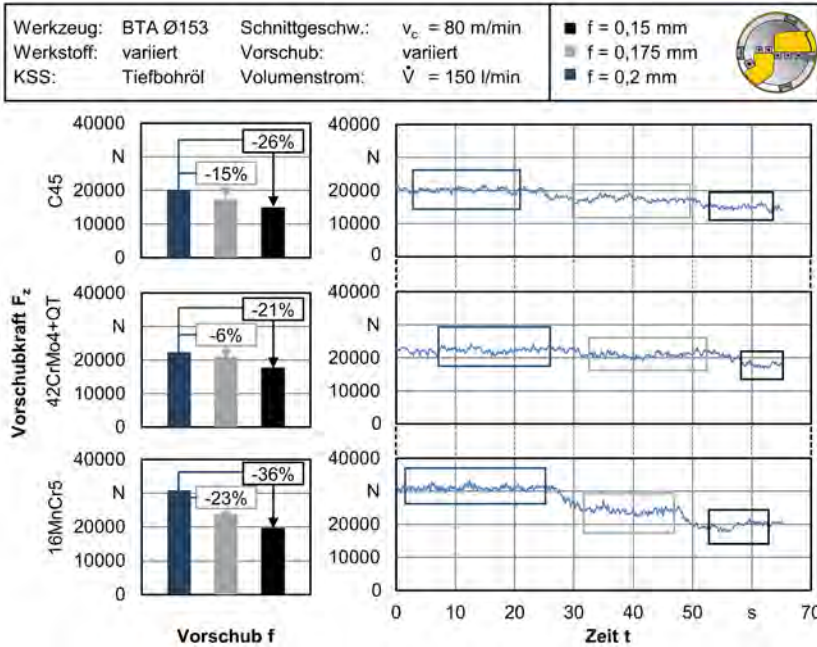 Werkzeug: BTA Ø153 Schnittgeschw.: v_c = 80 m/min f = 0,15 mm
Werkstoff: variiert Vorschub: variiert f = 0,175 mm
KSS: Tiefbohröl Volumenstrom: V̇ = 150 l/min f = 0,2 mm
Vorschubkraft F_z
C45
40000
N
20000
10000
0
-26%
-15%
40000
N
20000
10000
0
42CrMo4+QT
40000
N
20000
10000
0
-21%
-6%
40000
N
20000
10000
0
16MnCr5
40000
N
20000
10000
0
-36%
-23%
40000
N
20000
10000
0
0 10 20 30 40 50 s 70
Vorschub f
Zeit t